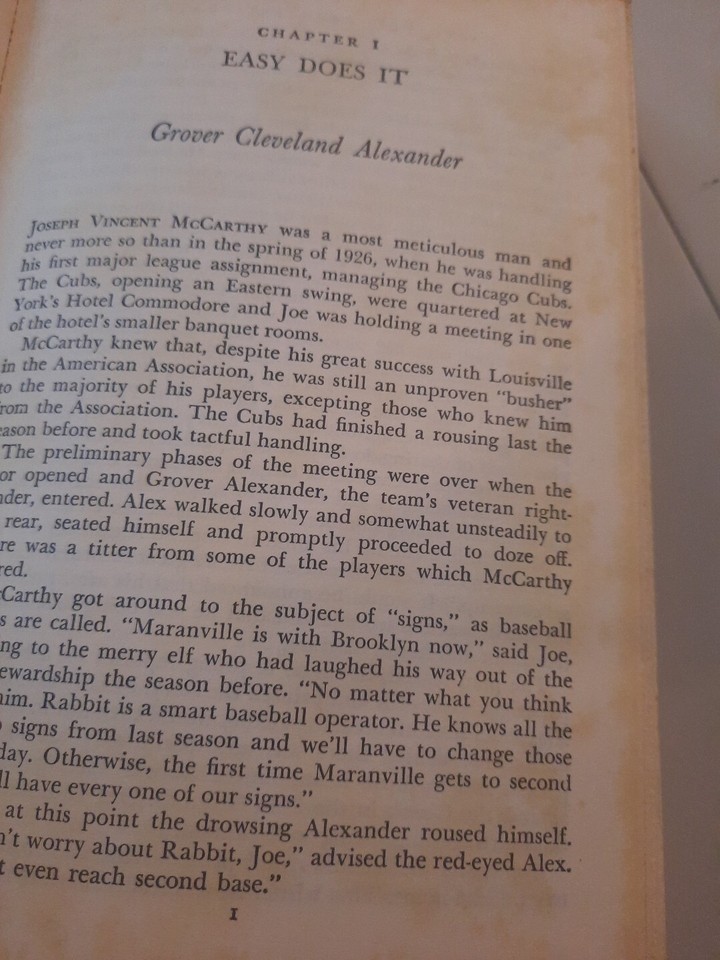 CHAPTER I
EASY DOES IT
Grover Cleveland Alexander
JOSEPH VINCENT MCCARTHY was a most meticulous man and
never more so than in the spring of 1926, when he was handling
his first major league assignment, managing the Chicago Cubs.
The Cubs, opening an Eastern swing, were quartered at New
York's Hotel Commodore and Joe was holding a meeting in one
of the hotel's smaller banquet rooms.
McCarthy knew that, despite his great success with Louisville
in the American Association, he was still an unproven "busher"
to the majority of his players, excepting those who knew him
from the Association. The Cubs had finished a rousing last the
eason before and took tactful handling.
The preliminary phases of the meeting were over when the
or opened and Grover Alexander, the team's veteran right-
nder, entered. Alex walked slowly and somewhat unsteadily to
rear, seated himself and promptly proceeded to doze off.
re was a titter from some of the players which McCarthy
red.
Carthy got around to the subject of "signs," as baseball
s are called. "Maranville is with Brooklyn now," said Joe,
ng to the merry elf who had laughed his way out of the
ewardship the season before. "No matter what you think
him. Rabbit is a smart baseball operator. He knows all the
signs from last season and we'll have to change those
day. Otherwise, the first time Maranville gets to second
ll have every one of our signs."
at this point the drowsing Alexander roused himself.
n't worry about Rabbit, Joe," advised the red-eyed Alex.
t even reach second base."
1